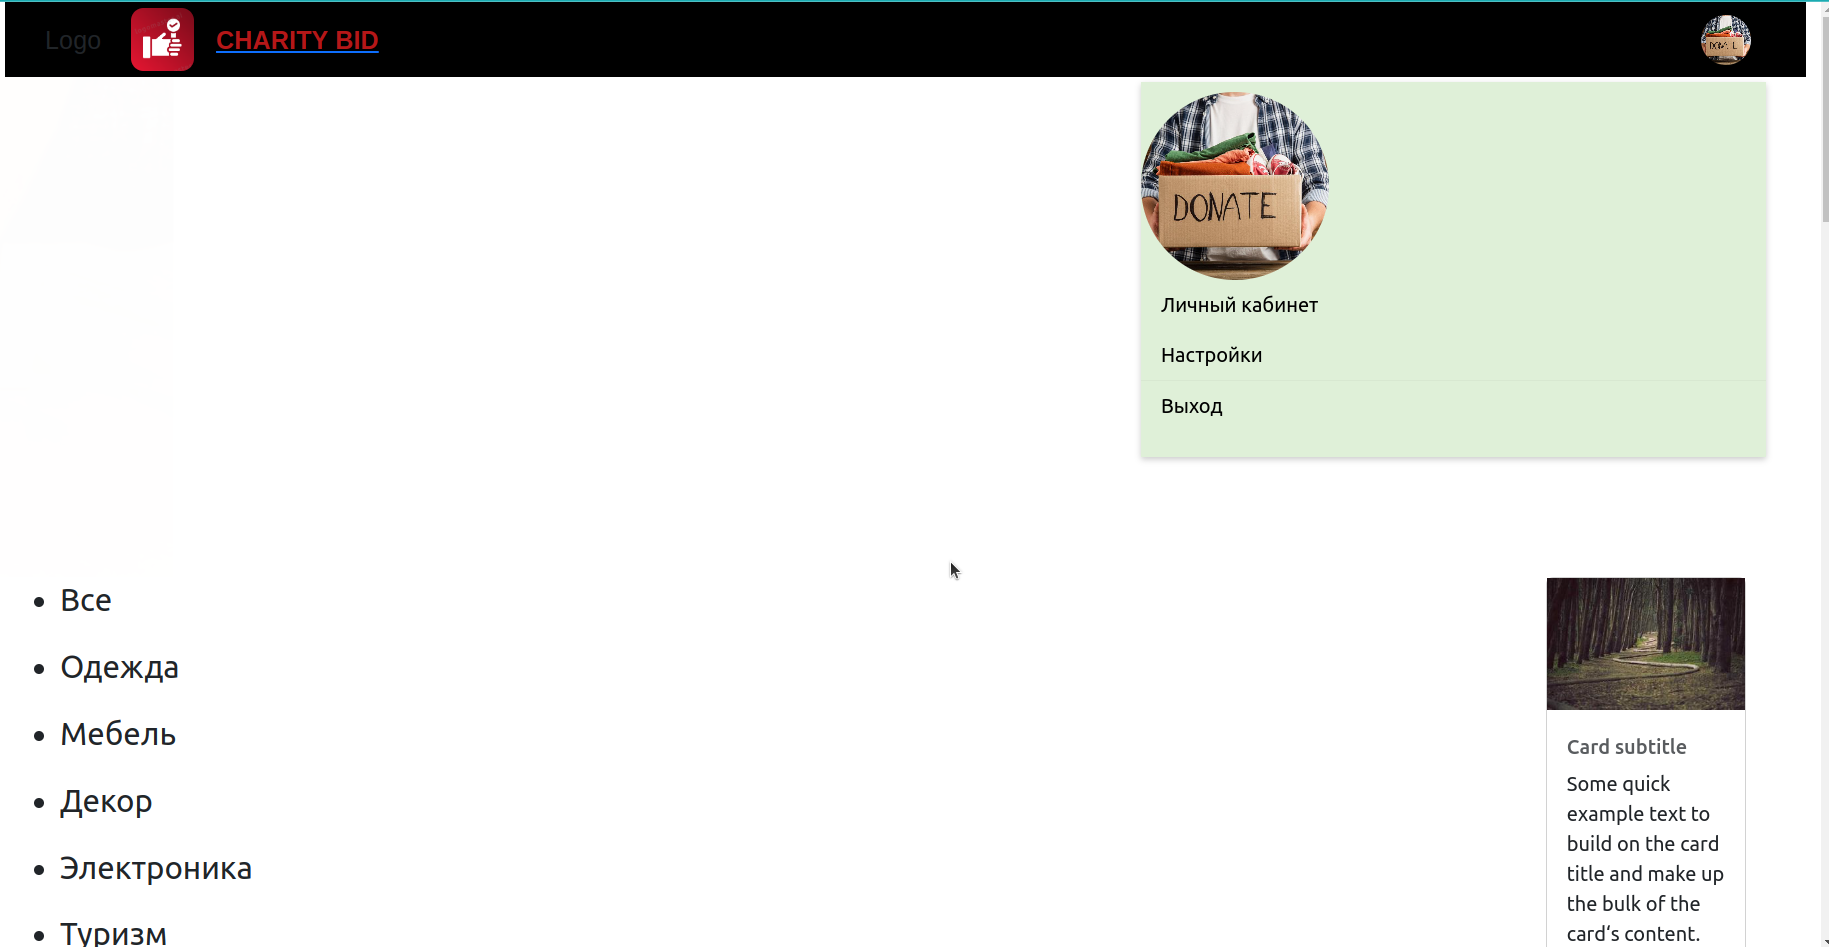 Logo
CHARITY BID
DONATE
Личный кабинет
Настройки
Выход
Все
Одежда
Мебель
Декор
Электроника
Туризм
Card subtitle
Some quick
example text to
build on the card
title and make up
the bulk of the
card's content.